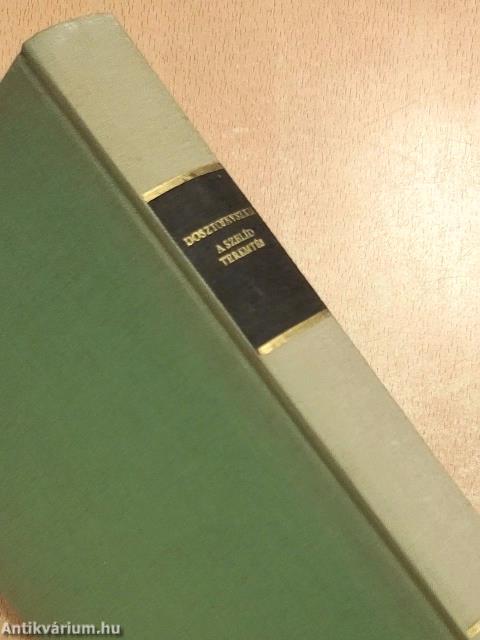 DOSZTOJEVSZKIJ
A SZELÍD
TEREMTÉS
Antikvárium.hu